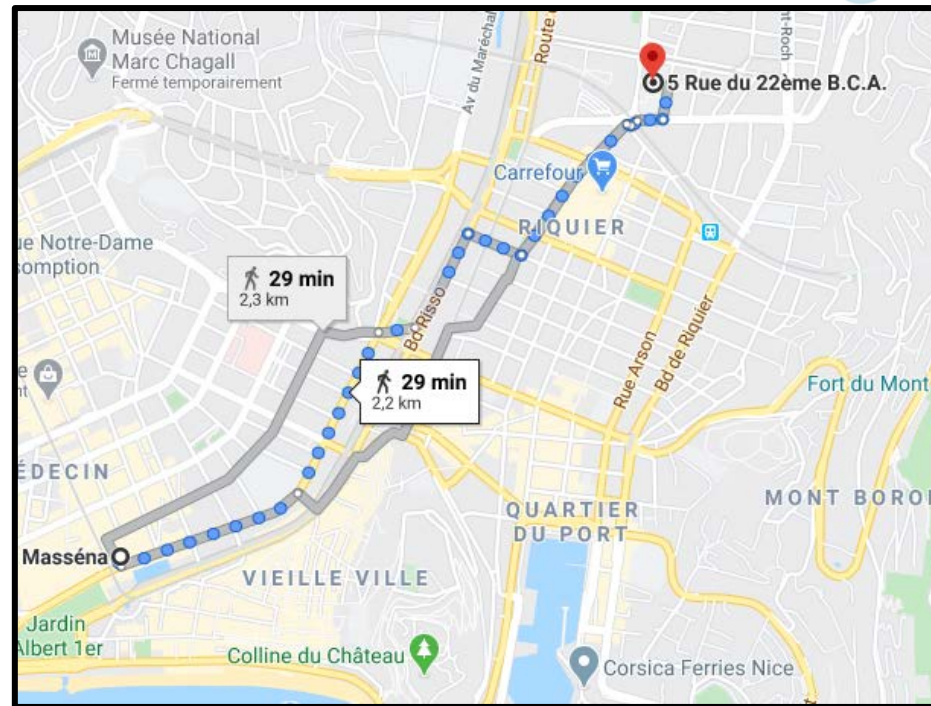 Musée National
Marc Chagall
Fermé temporairement
Av du Maréchal
Route
5 Rue du 22ème B.C.A.
Carrefour
RIQUIER
ue Notre-Dame
somption
29 min
2,3 km
Bd Risso
29 min
2,2 km
Rue Arson
Bd de Riquier
Fort du Mont
ÉDECIN
MONT BORON
QUARTIER
DU PORT
Masséna
VIEILLE VILLE
Jardin
Albert 1er
Colline du Château
Corsica Ferries Nice